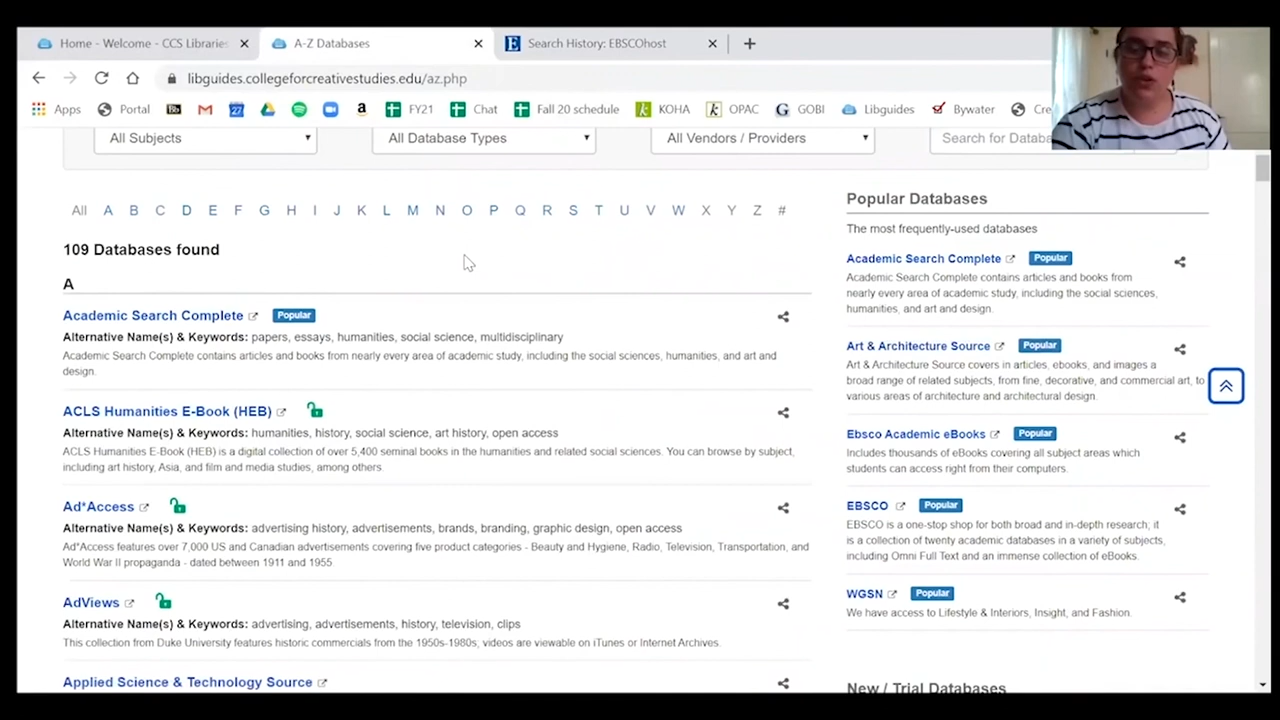 Home - Welcome - CCS Libraries
A-Z Databases
Search History: EBSCOhost
libguides.collegeforcreativestudies.edu/az.php
Apps Portal Bb 27 a FY21 Chat Fall 20 schedule KOHA OPAC GOBI Libguides Bywater Cre
All Subjects
All Database Types
All Vendors / Providers
Search for Databa
All A B C D E F G H I J K L M N O P Q R S T U V W X Y Z #
109 Databases found
A
Academic Search Complete Popular
Alternative Name(s) & Keywords: papers, essays, humanities, social science, multidisciplinary
Academic Search Complete contains articles and books from nearly every area of academic study, including the social sciences, humanities, and art and
design.
ACLS Humanities E-Book (HEB)
Alternative Name(s) & Keywords: humanities, history, social science, art history, open access
ACLS Humanities E-Book (HEB) is a digital collection of over 5,400 seminal books in the humanities and related social sciences. You can browse by subject,
including art history, Asia, and film and media studies, among others
Ad*Access
Alternative Name(s) & Keywords: advertising history, advertisements, brands, branding, graphic design, open access
Ad*Access features over 7,000 US and Canadian advertisements covering five product categories - Beauty and Hygiene, Radio, Television, Transportation, and
World War II propaganda - dated between 1911 and 1955
AdViews
Alternative Name(s) & Keywords: advertising, advertisements, history, television, clips
This collection from Duke University features historic commercials from the 1950s-1980s; videos are viewable on iTunes or Internet Archives.
Applied Science & Technology Source
Popular Databases
The most frequently-used databases
Academic Search Complete Popular
Academic Search Complete contains articles and books from
nearly every area of academic study, including the social sciences,
humanities, and art and design.
Art & Architecture Source Popular
Art & Architecture Source covers in articles, ebooks, and images a
broad range of related subjects, from fine, decorative, and commercial art, to
various areas of architecture and architectural design.
Ebsco Academic eBooks Popular
Includes thousands of eBooks covering all subject areas which
students can access right from their computers.
EBSCO Popular
EBSCO is a one-stop shop for both broad and in-depth research; it
is a collection of twenty academic databases in a variety of subjects,
including Omni Full Text and an immense collection of eBooks.
WGSN Popular
We have access to Lifestyle & Interiors, Insight, and Fashion.
New / Trial Databases